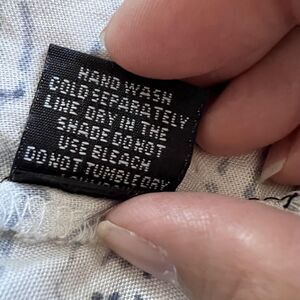 HAND WASH
COLD SEPARATELY
LINE DRY IN THE
SHADE DO NOT
USE BLEACH
DO NOT TUMBLE DRY